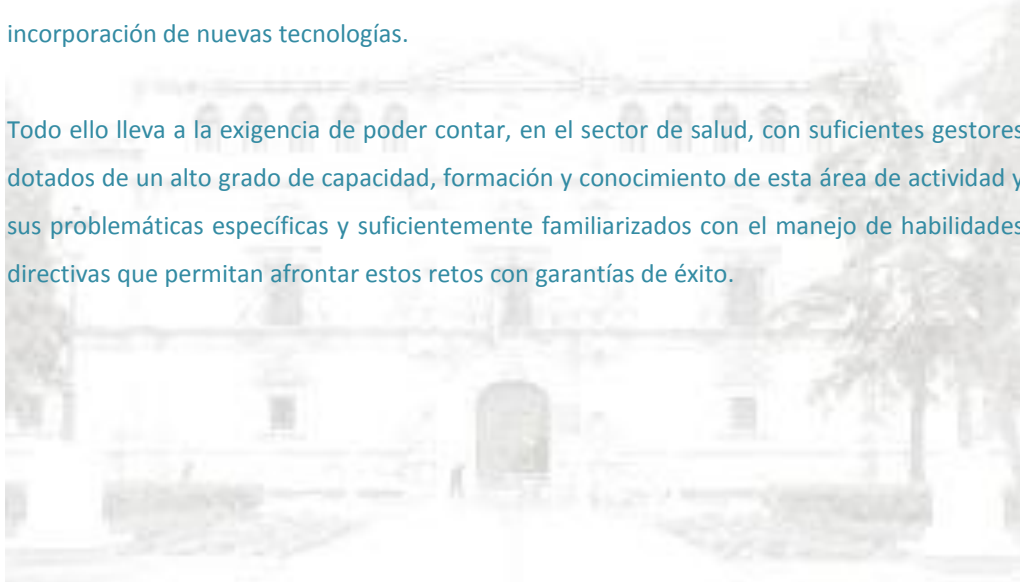 incorporación de nuevas tecnologías.
Todo ello lleva a la exigencia de poder contar, en el sector de salud, con suficientes gestores
dotados de un alto grado de capacidad, formación y conocimiento de esta área de actividad y
sus problemáticas específicas y suficientemente familiarizados con el manejo de habilidades
directivas que permitan afrontar estos retos con garantías de éxito.